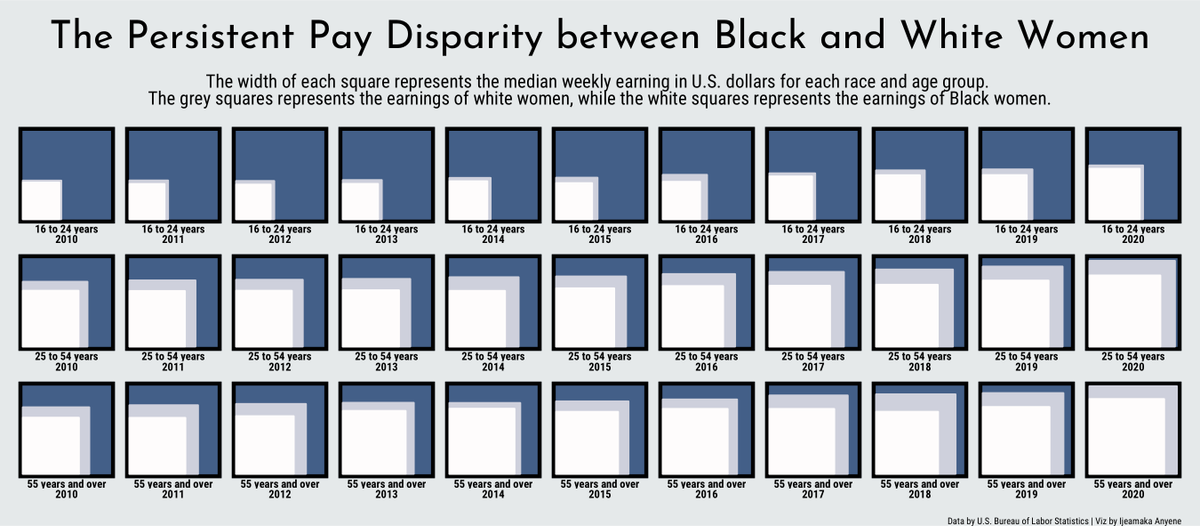 The Persistent Pay Disparity between Black and White Women
The width of each square represents the median weekly earning in U.S. dollars for each race and age group.
The grey squares represents the earnings of white women, while the white squares represents the earnings of Black women.
16 to 24 years
2010
16 to 24 years
2011
16 to 24 years
2012
16 to 24 years
2013
16 to 24 years
2014
16 to 24 years
2015
16 to 24 years
2016
16 to 24 years
2017
16 to 24 years
2018
16 to 24 years
2019
16 to 24 years
2020
25 to 54 years
2010
25 to 54 years
2011
25 to 54 years
2012
25 to 54 years
2013
25 to 54 years
2014
25 to 54 years
2015
25 to 54 years
2016
25 to 54 years
2017
25 to 54 years
2018
25 to 54 years
2019
25 to 54 years
2020
55 years and over
2010
55 years and over
2011
55 years and over
2012
55 years and over
2013
55 years and over
2014
55 years and over
2015
55 years and over
2016
55 years and over
2017
55 years and over
2018
55 years and over
2019
55 years and over
2020
Data by U.S. Bureau of Labor Statistics | Viz by Ijeamaka Anyene